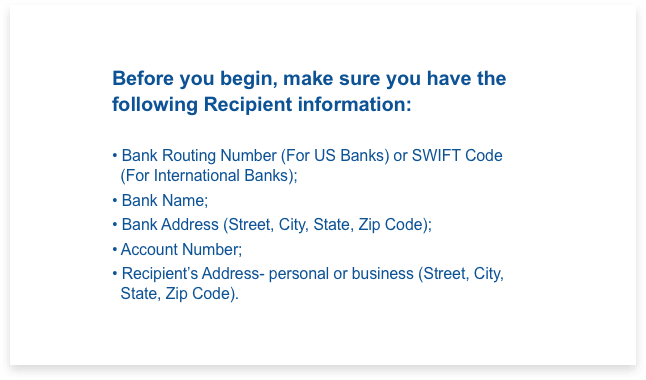 Before you begin, make sure you have the
following Recipient information:
• Bank Routing Number (For US Banks) or SWIFT Code
(For International Banks);
• Bank Name;
• Bank Address (Street, City, State, Zip Code);
• Account Number;
• Recipient’s Address- personal or business (Street, City,
State, Zip Code).